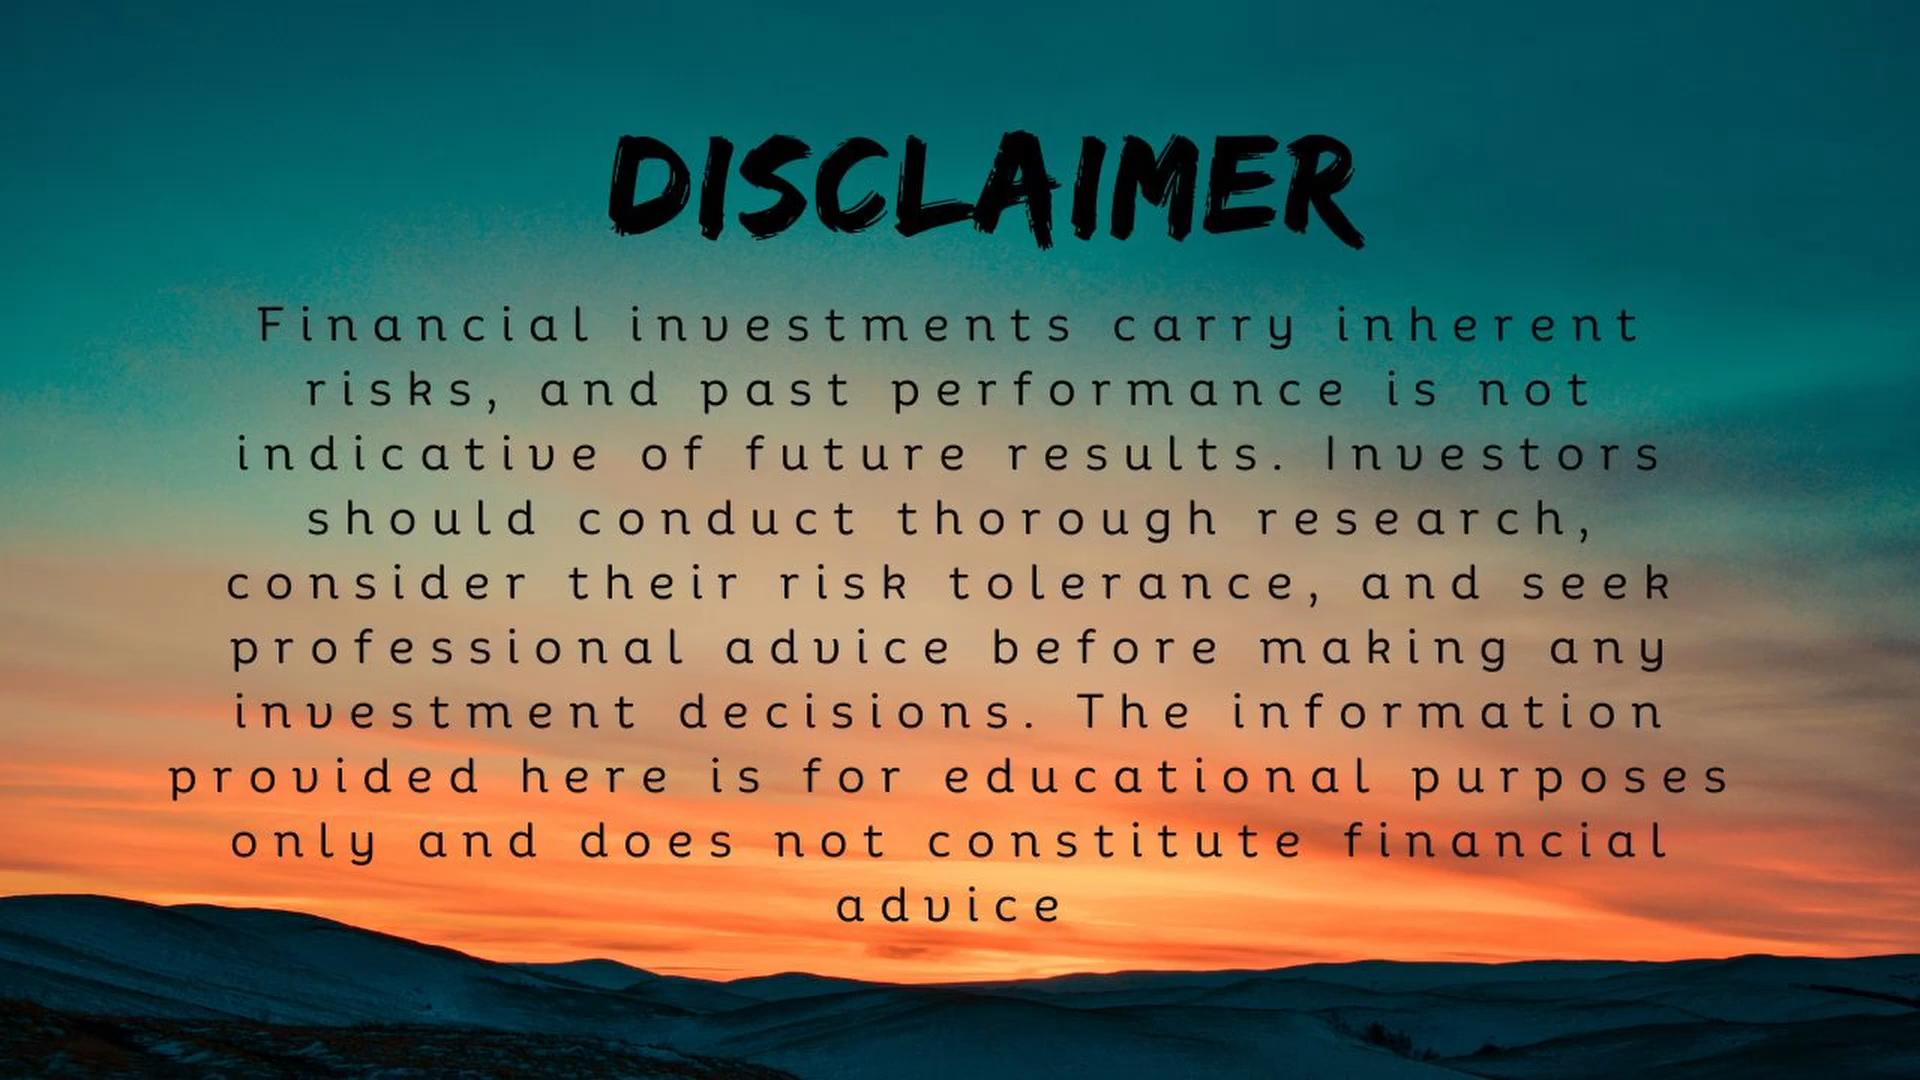 DISCLAIMER
Financial investments carry inherent
risks, and past performance is not
indicative of future results. Investors
should conduct thorough research,
consider their risk tolerance, and seek
professional advice before making any
investment decisions. The information
provided here is for educational purposes
only and does not constitute financial
advice